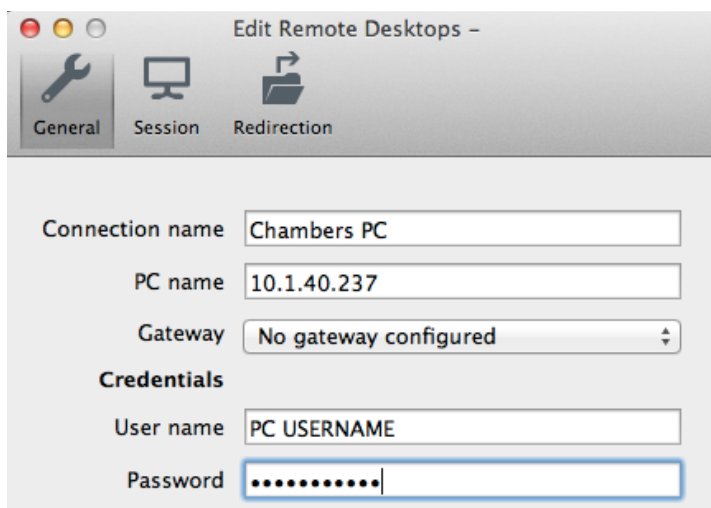 Edit Remote Desktops –
General Session Redirection
Connection name Chambers PC
PC name 10.1.40.237
Gateway No gateway configured
Credentials
User name PC USERNAME
Password •••••••••••